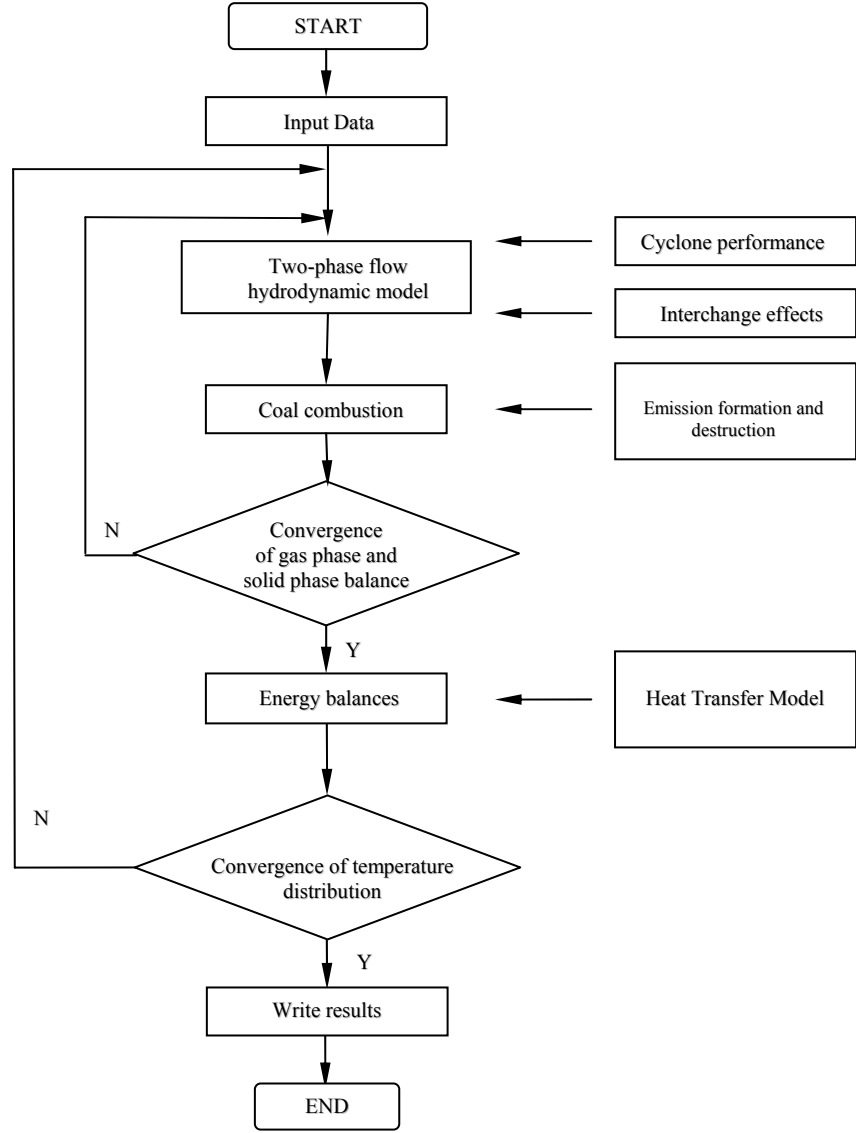 START
Input Data
Two-phase flow
hydrodynamic model
Cyclone performance
Interchange effects
Coal combustion
Emission formation and
destruction
Convergence
of gas phase and
solid phase balance
N
Y
Energy balances
Heat Transfer Model
N
Convergence of temperature
distribution
Y
Write results
END